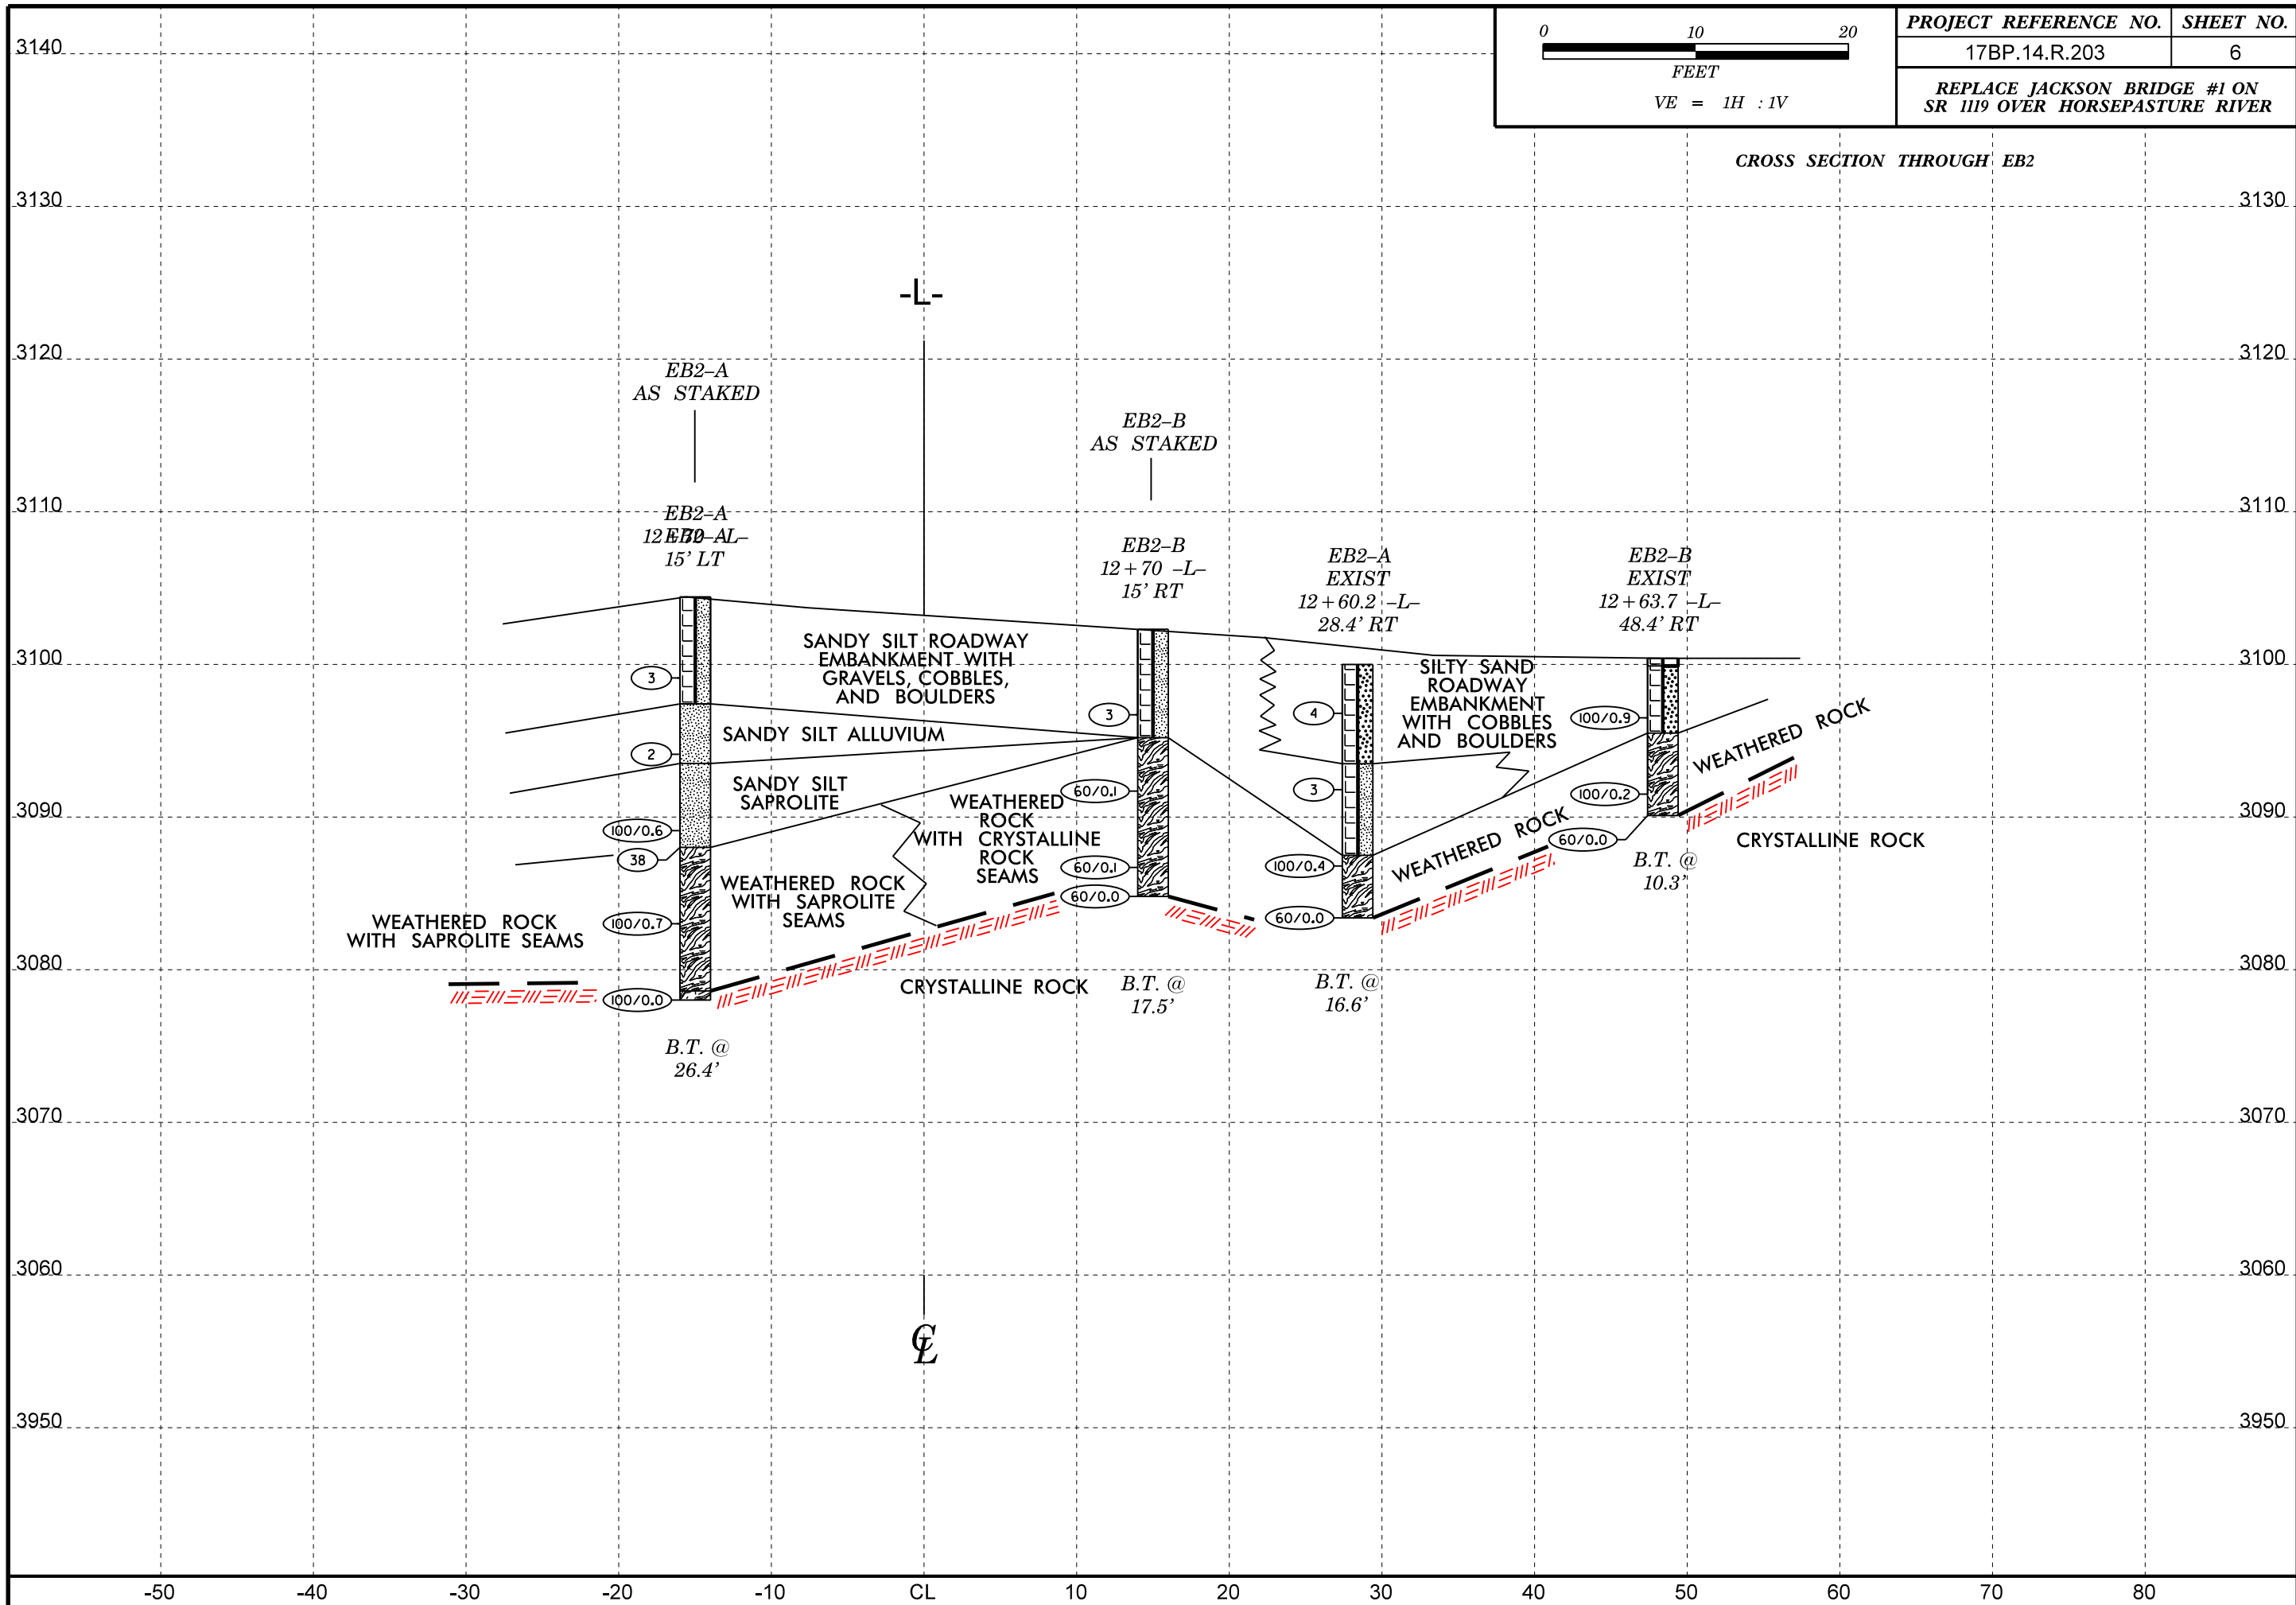 0 10 20
FEET
VE = 1H : 1V
PROJECT REFERENCE NO. SHEET NO.
17BP.14.R.203 6
REPLACE JACKSON BRIDGE #1 ON
SR 1119 OVER HORSEPASTURE RIVER
CROSS SECTION THROUGH EB2
3140
3130 3130
-L-
3120 3120
EB2-A
AS STAKED
EB2-B
AS STAKED
3110 3110
EB2-A
12+70 -L-
EB2-A
15' LT
EB2-B
12+70 -L-
15' RT
EB2-A
EXIST
12+60.2 -L-
28.4' RT
EB2-B
EXIST
12+63.7 -L-
48.4' RT
3100 3100
SANDY SILT ROADWAY
EMBANKMENT WITH
GRAVELS, COBBLES,
AND BOULDERS
SILTY SAND
ROADWAY
EMBANKMENT
WITH COBBLES
AND BOULDERS
3
3
4
100/0.9
SANDY SILT ALLUVIUM
WEATHERED ROCK
2
SANDY SILT
SAPROLITE
WEATHERED
ROCK
WITH CRYSTALLINE
ROCK
SEAMS
60/0.1
3
100/0.2
3090 3090
100/0.6
38
WEATHERED ROCK
60/0.0
CRYSTALLINE ROCK
B.T. @
10.3'
60/0.1
100/0.4
WEATHERED ROCK
WITH SAPROLITE
SEAMS
60/0.0
60/0.0
WEATHERED ROCK
WITH SAPROLITE SEAMS
100/0.7
3080 3080
100/0.0
CRYSTALLINE ROCK
B.T. @
17.5'
B.T. @
16.6'
B.T. @
26.4'
3070 3070
3060 3060
CL
3950 3950
-50 -40 -30 -20 -10 CL 10 20 30 40 50 60 70 80